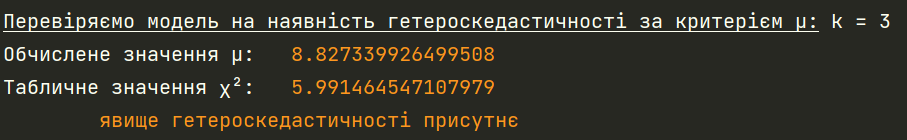 Перевіряємо модель на наявність гетероскедастичності за критерієм μ: k = 3
Обчислене значення μ: 8.827339926499508
Табличне значення χ²: 5.991464547107979
явище гетероскедастичності присутнє